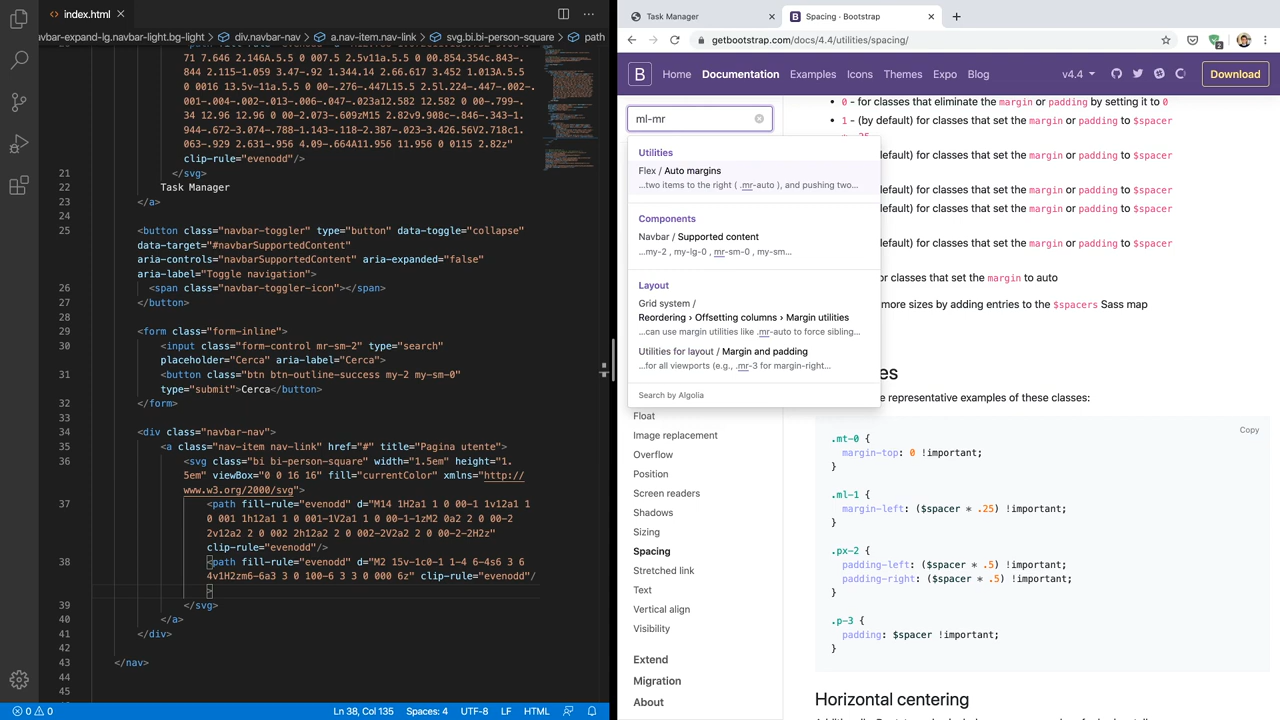 index.html
vavbar-expand-lg.navbar-light.bg-light > div.navbar-nav > a.nav-item.nav-link > svg.bi.bi-person-square > path
71 7.646 2.146A.5.5 0 007.5 2.5v11a.5.5 0 00.854.354c.843-.
844 2.115-1.059 3.47-.92 1.344.14 2.66.617 3.452 1.013A.5.5
0 0016 13.5v-11a.5.5 0 00-.276-.447L15.5 2.5l.224-.447-.002-.
001-.004-.002-.013-.006-.047-.023a12.582 12.582 0 00-.799-.
34 12.96 12.96 0 00-2.073-.609zM15 2.82v9.908c-.846-.343-1.
944-.672-3.074-.788-1.143-.118-2.387-.023-3.426.56V2.718c1.
063-.929 2.631-.956 4.09-.664A11.956 11.956 0 0115 2.82z"
clip-rule="evenodd"/>
21 </svg>
22 Task Manager
23 </a>
24
25 <button class="navbar-toggler" type="button" data-toggle="collapse"
data-target="#navbarSupportedContent"
aria-controls="navbarSupportedContent" aria-expanded="false"
aria-label="Toggle navigation">
26 <span class="navbar-toggler-icon"></span>
27 </button>
28
29 <form class="form-inline">
30 <input class="form-control mr-sm-2" type="search"
placeholder="Cerca" aria-label="Cerca">
31 <button class="btn btn-outline-success my-2 my-sm-0"
type="submit">Cerca</button>
32 </form>
33
34 <div class="navbar-nav">
35 <a class="nav-item nav-link" href="#" title="Pagina utente">
36 <svg class="bi bi-person-square" width="1.5em" height="1.
5em" viewBox="0 0 16 16" fill="currentColor" xmlns="http://
www.w3.org/2000/svg">
37 <path fill-rule="evenodd" d="M14 1H2a1 1 0 00-1 1v12a1 1
0 001 1h12a1 1 0 001-1V2a1 1 0 00-1-1zM2 0a2 2 0 00-2
2v12a2 2 0 002 2h12a2 2 0 002-2V2a2 2 0 00-2-2H2z"
clip-rule="evenodd"/>
38 <path fill-rule="evenodd" d="M2 15v-1c0-1 1-4 6-4s6 3 6
4v1H2zm6-6a3 3 0 100-6 3 3 0 000 6z" clip-rule="evenodd"/
>
39 </svg>
40 </a>
41 </div>
42
43 </nav>
44
45
0 0
Ln 38, Col 135 Spaces: 4 UTF-8 LF HTML
Task Manager
Spacing · Bootstrap
getbootstrap.com/docs/4.4/utilities/spacing/
2
B Home Documentation Examples Icons Themes Expo Blog v4.4 Download
ml-mr
Utilities
Flex / Auto margins
...two items to the right ( .mr-auto ), and pushing two...
Components
Navbar / Supported content
...my-2 , my-lg-0 , mr-sm-0 , my-sm...
Layout
Grid system /
Reordering › Offsetting columns › Margin utilities
...can use margin utilities like .mr-auto to force sibling...
Utilities for layout / Margin and padding
...for all viewports (e.g., .mr-3 for margin-right...
Search by Algolia
Float
Image replacement
Overflow
Position
Screen readers
Shadows
Sizing
Spacing
Stretched link
Text
Vertical align
Visibility
Extend
Migration
About
0 - for classes that eliminate the margin or padding by setting it to 0
1 - (by default) for classes that set the margin or padding to $spacer
default) for classes that set the margin or padding to $spacer
default) for classes that set the margin or padding to $spacer
default) for classes that set the margin or padding to $spacer
default) for classes that set the margin or padding to $spacer
or classes that set the margin to auto
more sizes by adding entries to the $spacers Sass map
es
e representative examples of these classes:
Copy
.mt-0 {
margin-top: 0 !important;
}
.ml-1 {
margin-left: ($spacer * .25) !important;
}
.px-2 {
padding-left: ($spacer * .5) !important;
padding-right: ($spacer * .5) !important;
}
.p-3 {
padding: $spacer !important;
}
Horizontal centering